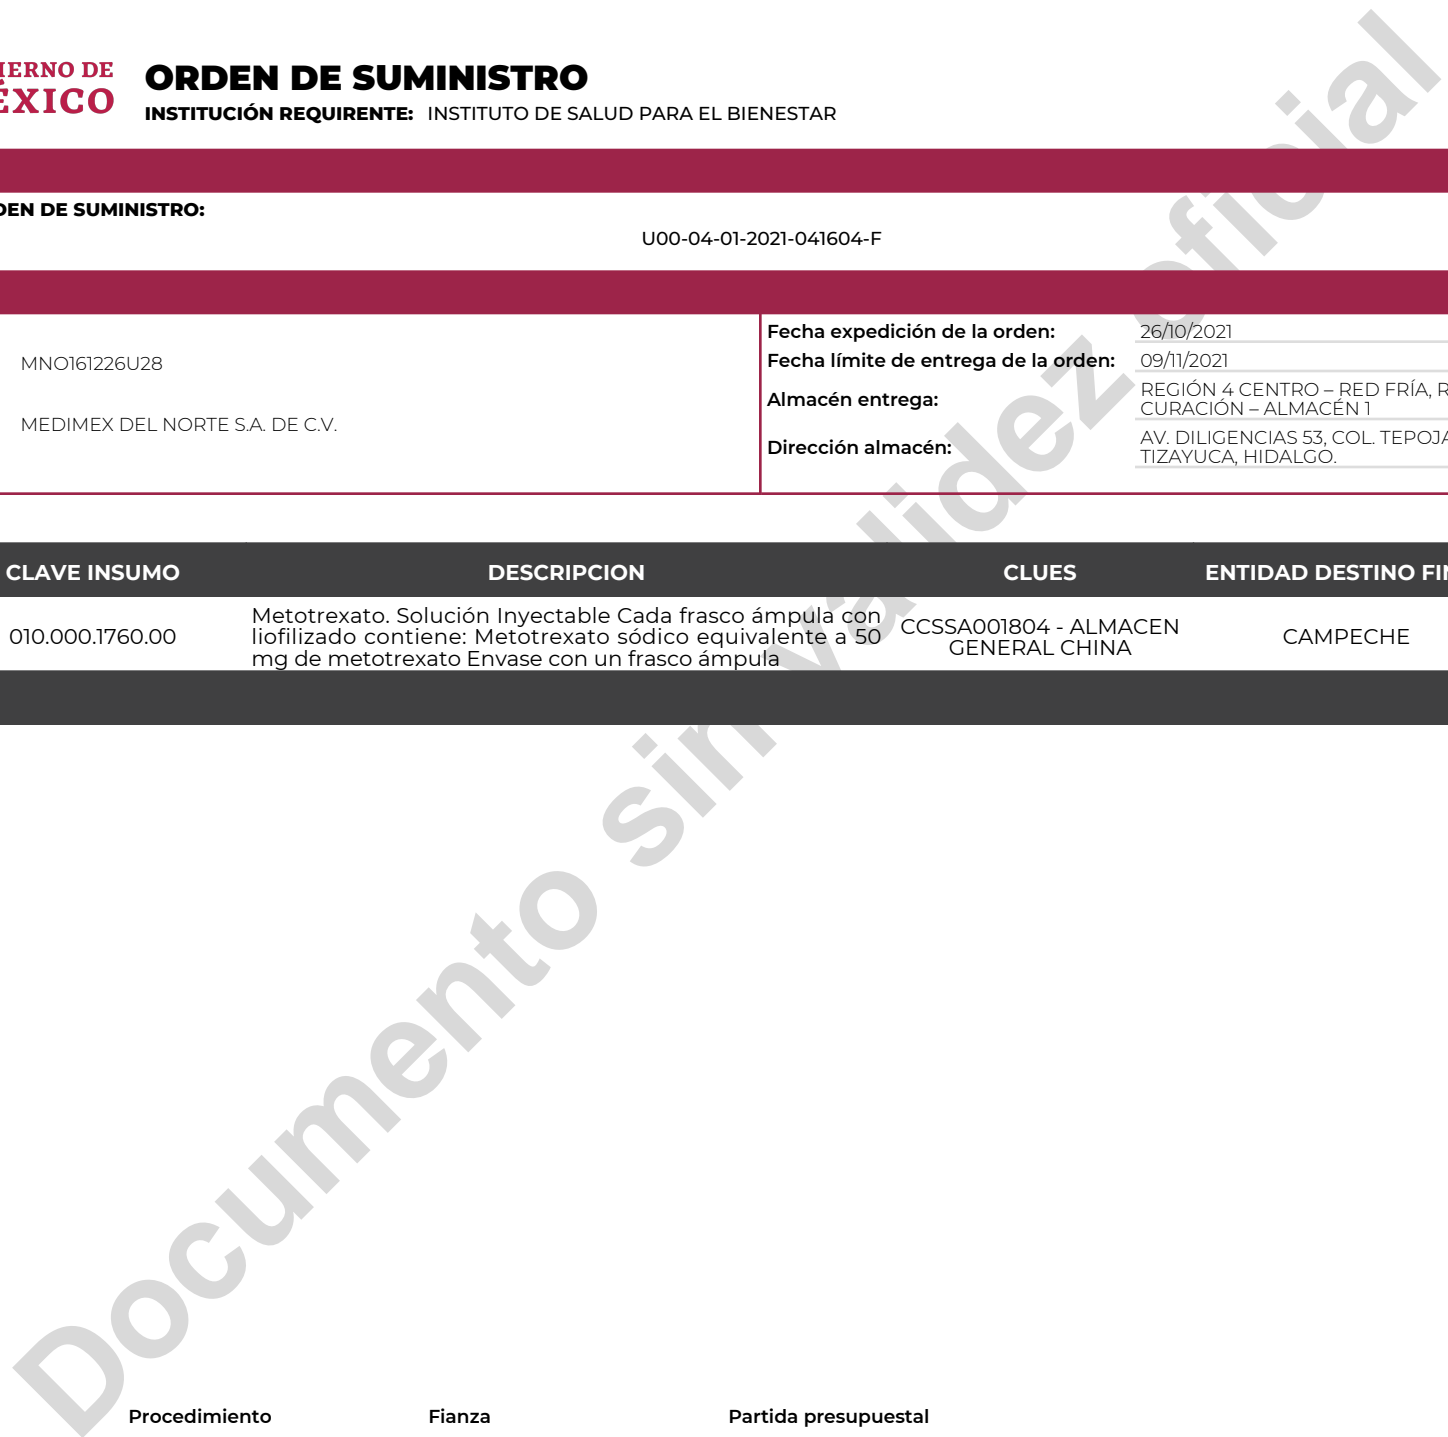 IERNO DE
ÉXICO
ORDEN DE SUMINISTRO
INSTITUCIÓN REQUIRENTE: INSTITUTO DE SALUD PARA EL BIENESTAR
DEN DE SUMINISTRO:
U00-04-01-2021-041604-F
MNO161226U28
MEDIMEX DEL NORTE S.A. DE C.V.
Fecha expedición de la orden: 26/10/2021
Fecha límite de entrega de la orden: 09/11/2021
Almacén entrega: REGIÓN 4 CENTRO – RED FRÍA, R
CURACIÓN – ALMACÉN 1
Dirección almacén: AV. DILIGENCIAS 53, COL. TEPOJA
TIZAYUCA, HIDALGO.
CLAVE INSUMO DESCRIPCION CLUES ENTIDAD DESTINO FIN
010.000.1760.00
Metotrexato. Solución Inyectable Cada frasco ámpula con
liofilizado contiene: Metotrexato sódico equivalente a 50
mg de metotrexato Envase con un frasco ámpula
CCSSA001804 - ALMACEN
GENERAL CHINA
CAMPECHE
Documento sin validez oficial
Procedimiento Fianza Partida presupuestal